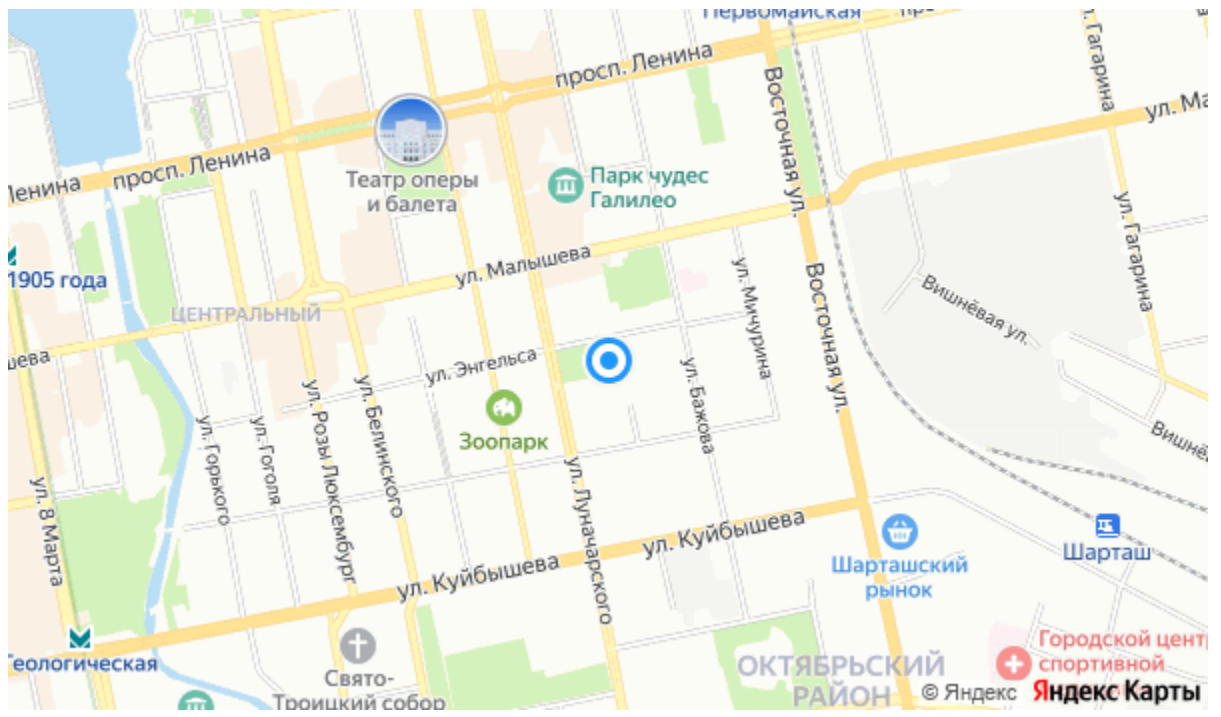 Первомайская
просп. Ленина
ул. Гагарина
ул. Ма
Восточная ул.
Ленина
просп. Ленина
Театр оперы
и балета
Парк чудес
Галилео
ул. Гагарина
1905 года
ул. Малышева
ЦЕНТРАЛЬНЫЙ
ул. Мичурина
Восточная ул.
Вишнёвая ул.
шева
ул. Энгельса
ул. Бажова
Зоопарк
ул. Горького
ул. Гоголя
ул. Розы Люксембург
ул. Белинского
Вишнё
ул. 8 Марта
ул. Луначарского
ул. Куйбышева
Шарташ
Шарташский
рынок
ул. Куйбышева
Геологическая
Городской цент
спортивной
Свято-
Троицкий собор
ОКТЯБРЬСКИЙ
РАЙОН
© Яндекс
Яндекс Карты